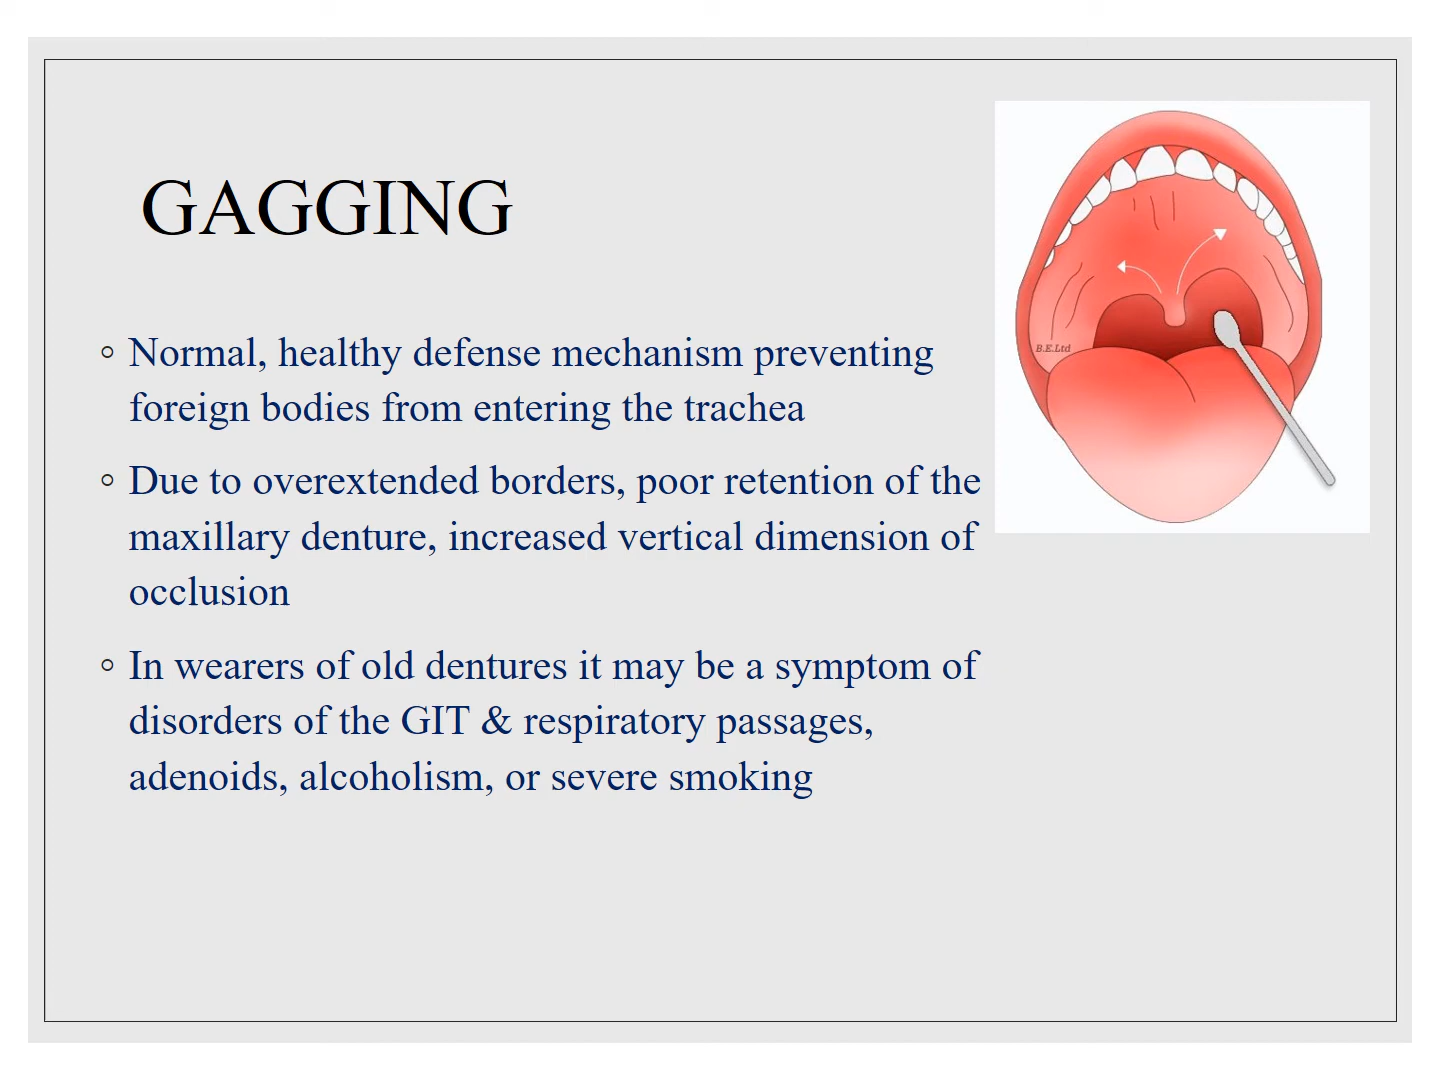 GAGGING
◦ Normal, healthy defense mechanism preventing
foreign bodies from entering the trachea
◦ Due to overextended borders, poor retention of the
maxillary denture, increased vertical dimension of
occlusion
◦ In wearers of old dentures it may be a symptom of
disorders of the GIT & respiratory passages,
adenoids, alcoholism, or severe smoking
B.E.Ltd